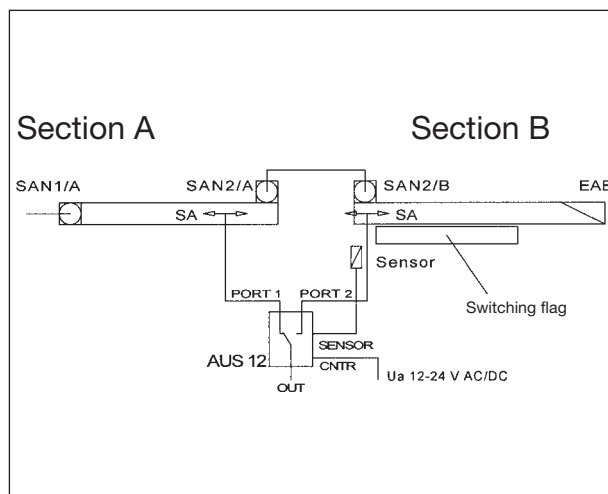 Section A
Section B
SAN1/A
SAN2/A
SAN2/B
EAE
SA
SA
Sensor
Switching flag
PORT 1
PORT 2
SENSOR
AUS 12
CNTR
Ua 12-24 V AC/DC
OUT